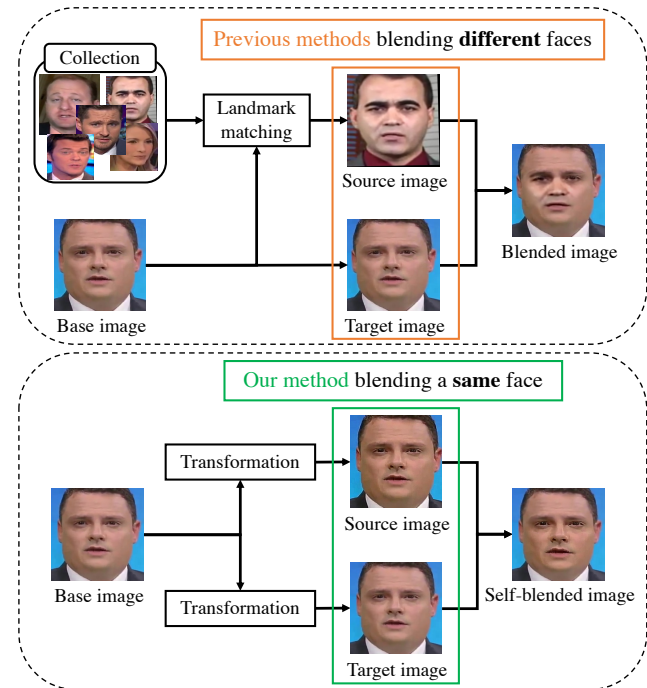 Previous methods blending different faces
Collection
Landmark
matching
Source image
Blended image
Base image
Target image
Our method blending a same face
Transformation
Source image
Base image
Self-blended image
Transformation
Target image